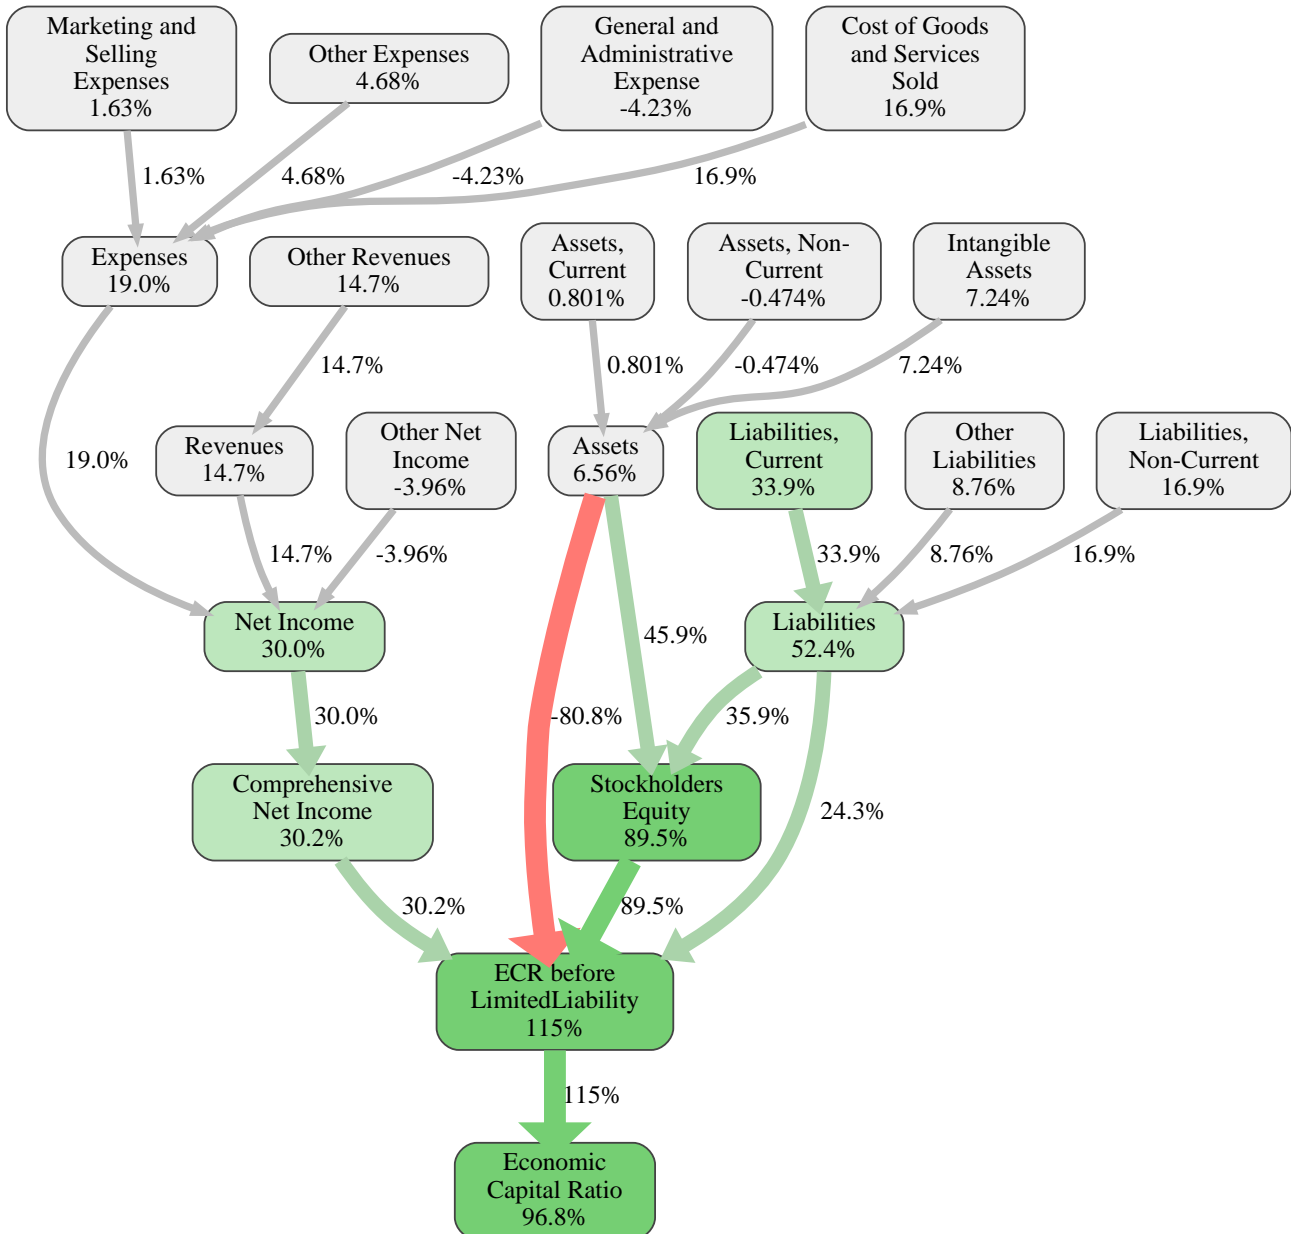 Marketing and
Selling
Expenses
1.63%
Other Expenses
4.68%
General and
Administrative
Expense
-4.23%
Cost of Goods
and Services
Sold
16.9%
1.63%
4.68%
-4.23%
16.9%
Expenses
19.0%
Other Revenues
14.7%
Assets,
Current
0.801%
Assets, Non-
Current
-0.474%
Intangible
Assets
7.24%
14.7%
0.801%
-0.474%
7.24%
19.0%
Revenues
14.7%
Other Net
Income
-3.96%
Assets
6.56%
Liabilities,
Current
33.9%
Other
Liabilities
8.76%
Liabilities,
Non-Current
16.9%
14.7%
-3.96%
33.9%
8.76%
16.9%
Net Income
30.0%
45.9%
Liabilities
52.4%
30.0%
-80.8%
35.9%
Comprehensive
Net Income
30.2%
Stockholders
Equity
89.5%
24.3%
30.2%
89.5%
ECR before
LimitedLiability
115%
115%
Economic
Capital Ratio
96.8%